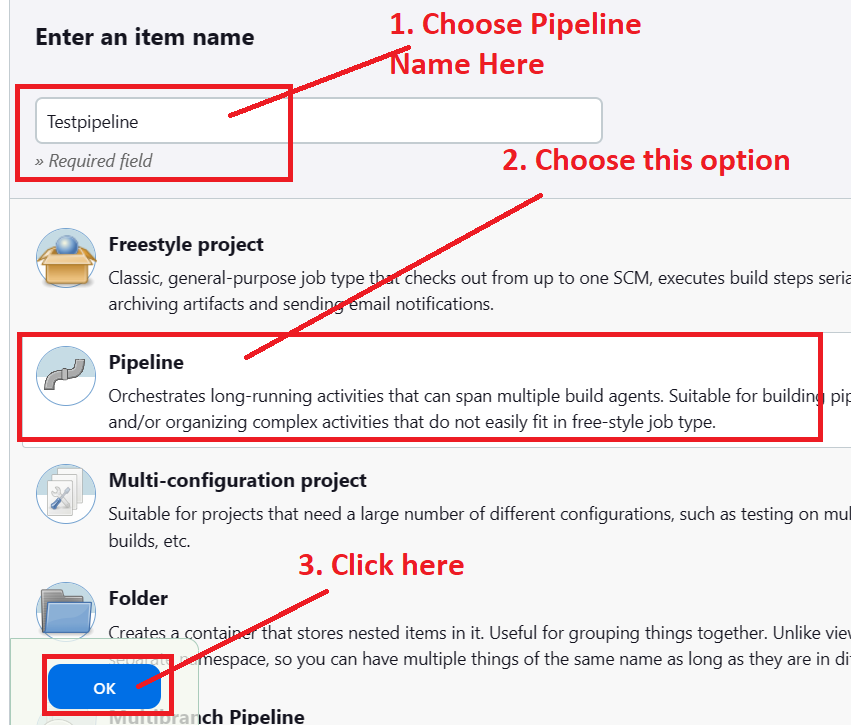 Enter an item name
1. Choose Pipeline
Name Here
Testpipeline
» Required field
2. Choose this option
Freestyle project
Classic, general-purpose job type that checks out from up to one SCM, executes build steps seria
archiving artifacts and sending email notifications.
Pipeline
Orchestrates long-running activities that can span multiple build agents. Suitable for building pip
and/or organizing complex activities that do not easily fit in free-style job type.
Multi-configuration project
Suitable for projects that need a large number of different configurations, such as testing on mul
builds, etc.
3. Click here
Folder
Creates a container that stores nested items in it. Useful for grouping things together. Unlike view
separate namespace, so you can have multiple things of the same name as long as they are in di
OK
Multibranch Pipeline